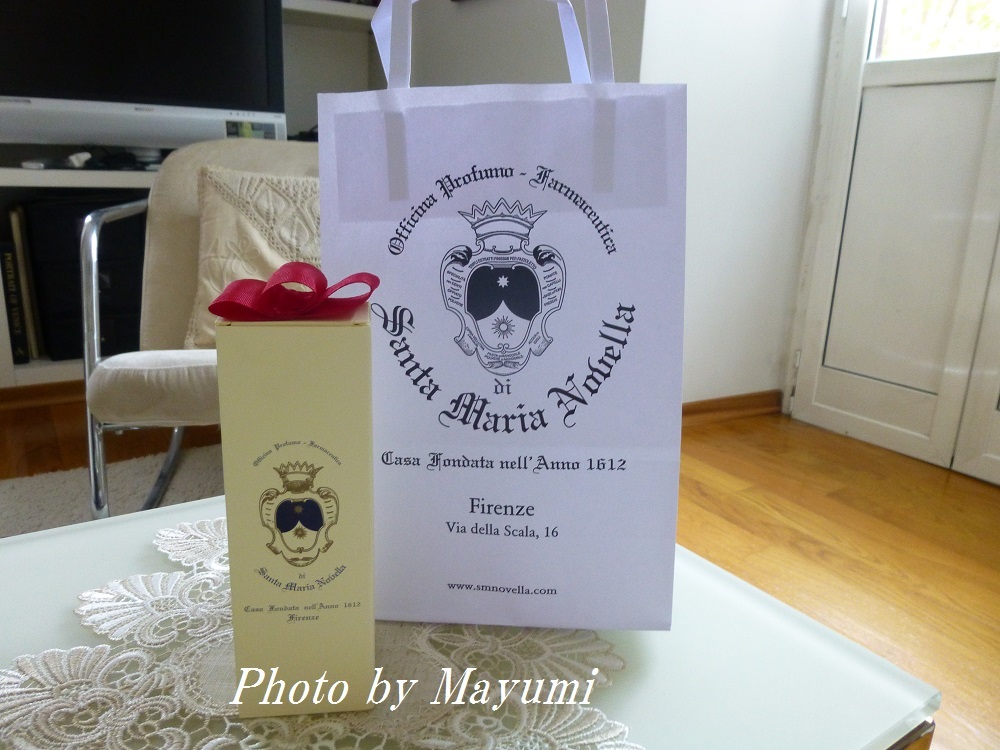 Officina Profumo - Farmaceutica
di
Santa Maria Novella
Casa Fondata nell'Anno 1612
Firenze
Via della Scala, 16
www.smnovella.com
Officina Profumo - Farmaceutica
di
Santa Maria Novella
Casa Fondata nell'Anno 1612
Firenze
Photo by Mayumi